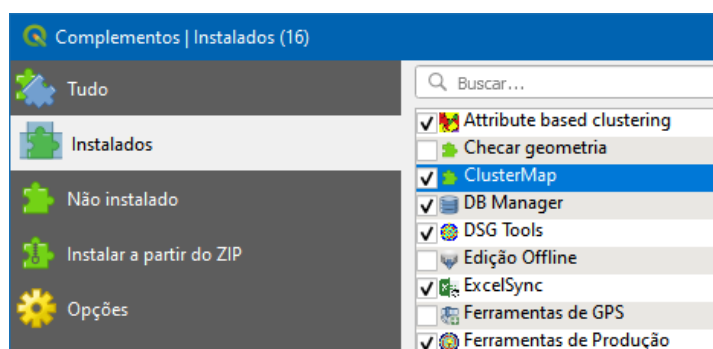 Complementos | Instalados (16)
Tudo
Instalados
Não instalado
Instalar a partir do ZIP
Opções
Buscar...
Attribute based clustering
Checar geometria
ClusterMap
DB Manager
DSG Tools
Edição Offline
ExcelSync
Ferramentas de GPS
Ferramentas de Produção